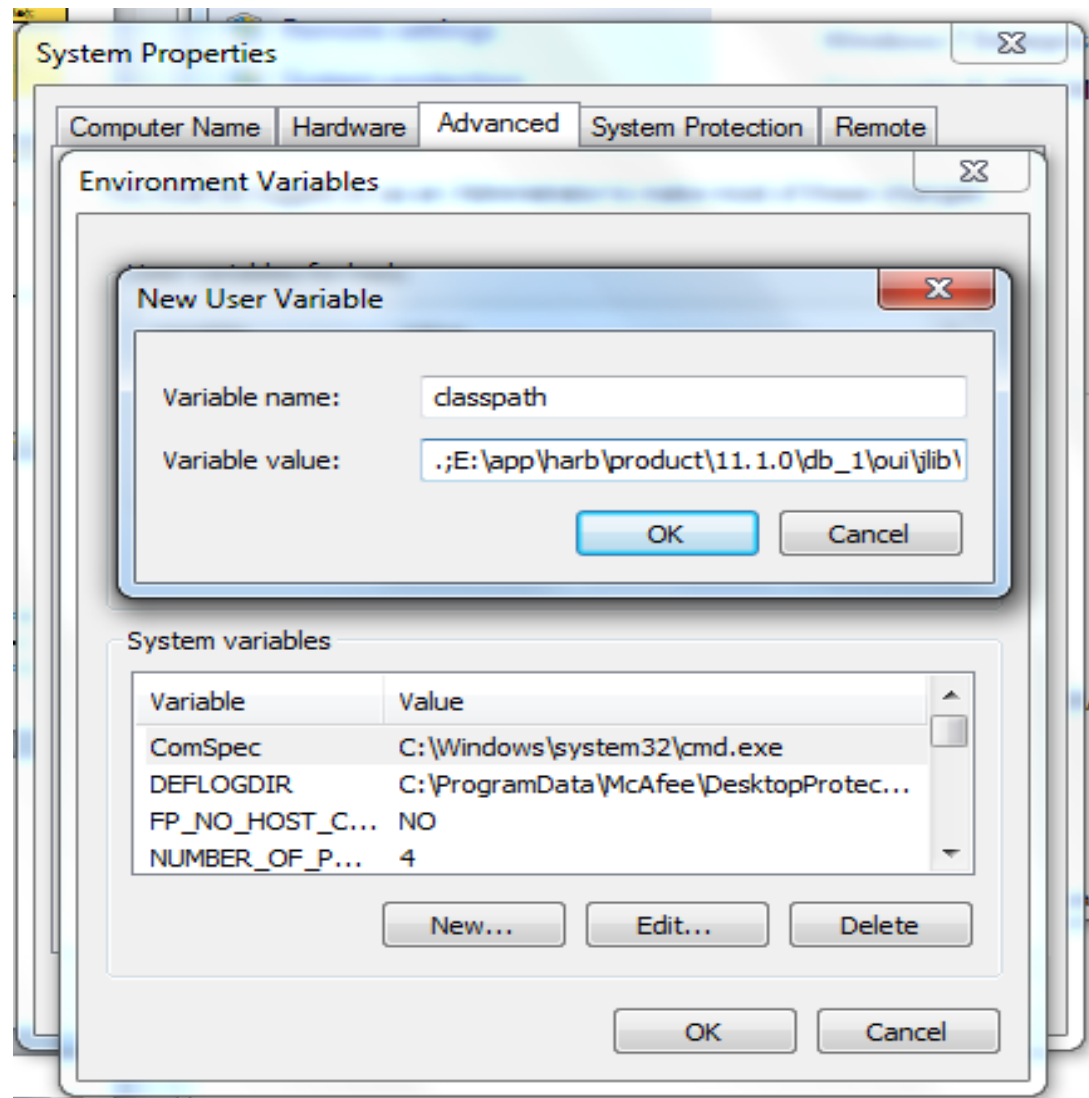 System Properties
Computer Name Hardware Advanced System Protection Remote
Environment Variables
New User Variable
Variable name: classpath
Variable value: .;E:\app\harb\product\11.1.0\db_1\oui\jlib\
OK Cancel
System variables
Variable Value
ComSpec C:\Windows\system32\cmd.exe
DEFLOGDIR C:\ProgramData\McAfee\DesktopProtec...
FP_NO_HOST_C... NO
NUMBER_OF_P... 4
New... Edit... Delete
OK Cancel